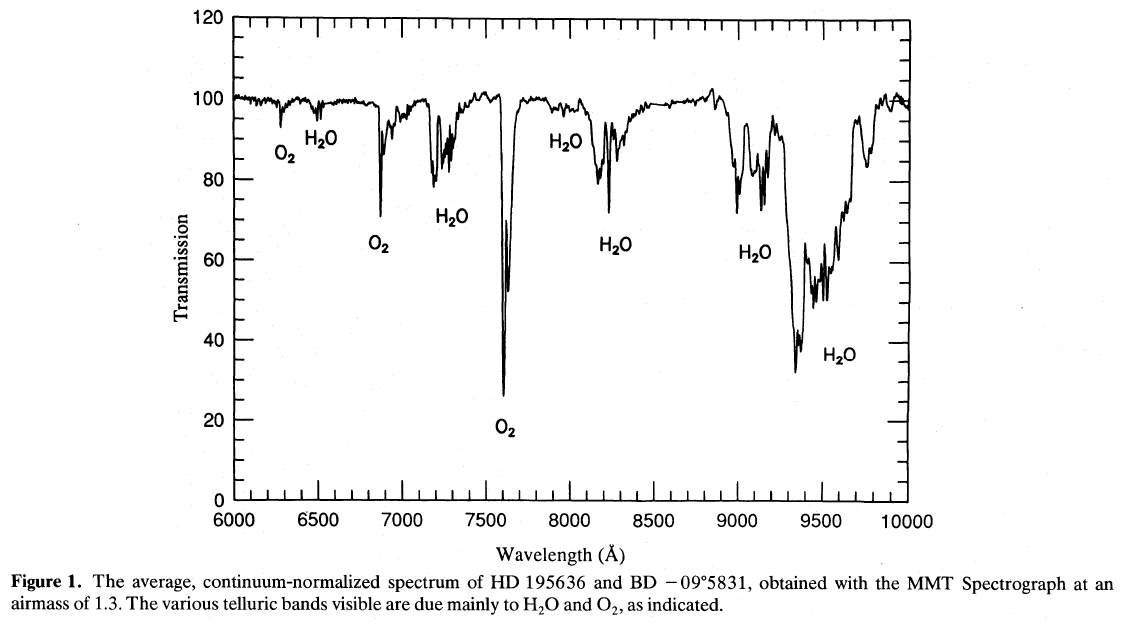 120
100
80
60
40
20
0
Transmission
O₂
H₂O
O₂
H₂O
O₂
H₂O
H₂O
H₂O
H₂O
6000 6500 7000 7500 8000 8500 9000 9500 10000
Wavelength (Å)
Figure 1. The average, continuum-normalized spectrum of HD 195636 and BD −09°5831, obtained with the MMT Spectrograph at an
airmass of 1.3. The various telluric bands visible are due mainly to H₂O and O₂, as indicated.